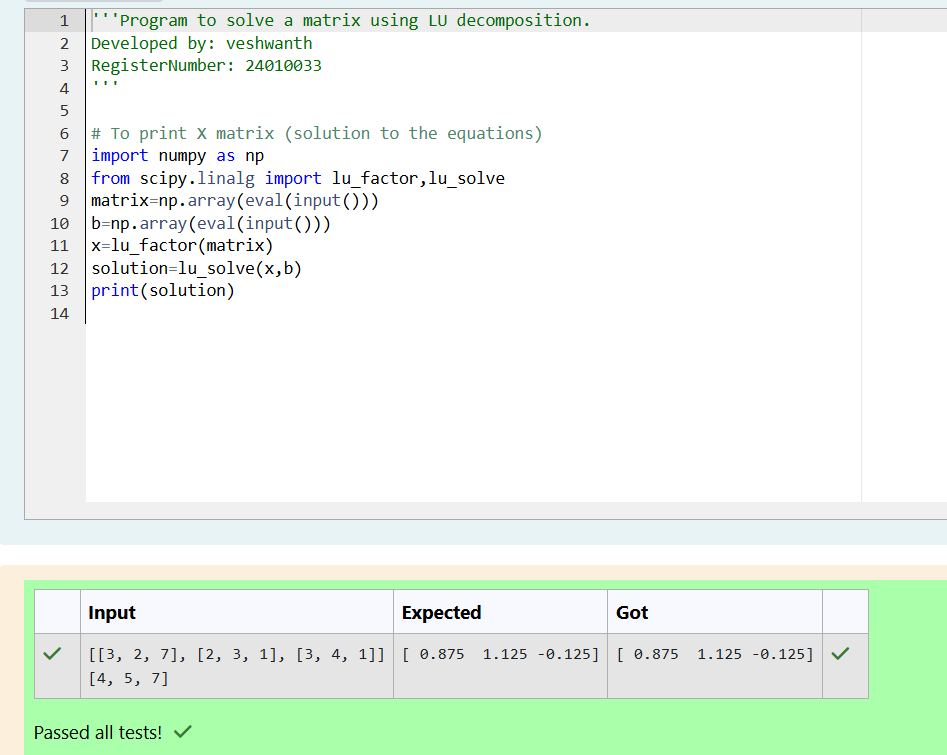 1 '''Program to solve a matrix using LU decomposition.
2 Developed by: veshwanth
3 RegisterNumber: 24010033
4 '''
5
6 # To print X matrix (solution to the equations)
7 import numpy as np
8 from scipy.linalg import lu_factor,lu_solve
9 matrix=np.array(eval(input()))
10 b=np.array(eval(input()))
11 x=lu_factor(matrix)
12 solution=lu_solve(x,b)
13 print(solution)
14
Input Expected Got
[[3, 2, 7], [2, 3, 1], [3, 4, 1]] [ 0.875  1.125 -0.125] [ 0.875  1.125 -0.125]
[4, 5, 7]
Passed all tests!